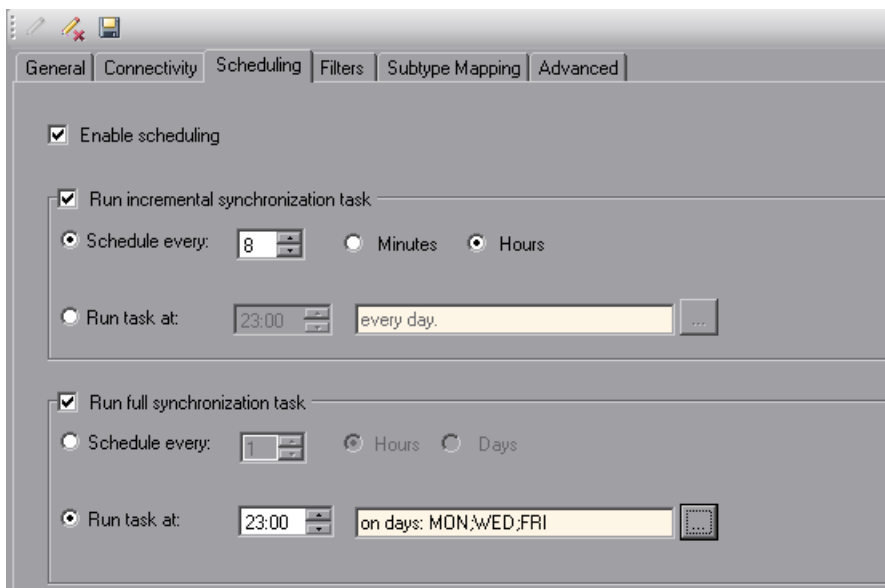 General Connectivity Scheduling Filters Subtype Mapping Advanced
Enable scheduling
Run incremental synchronization task
Schedule every: 8 Minutes Hours
Run task at: 23:00 every day. ...
Run full synchronization task
Schedule every: 1 Hours Days
Run task at: 23:00 on days: MON;WED;FRI ...